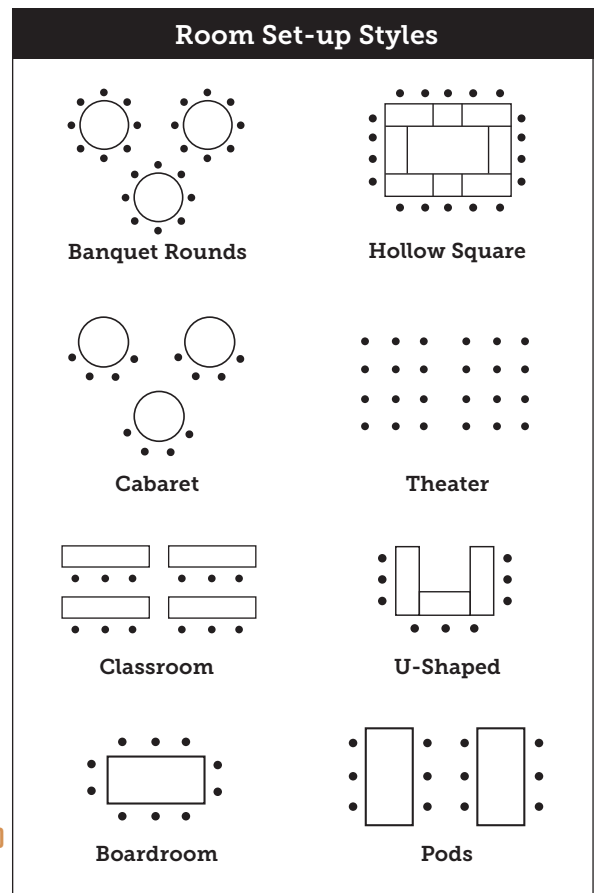 Room Set-up Styles
Banquet Rounds
Hollow Square
Cabaret
Theater
Classroom
U-Shaped
Boardroom
Pods